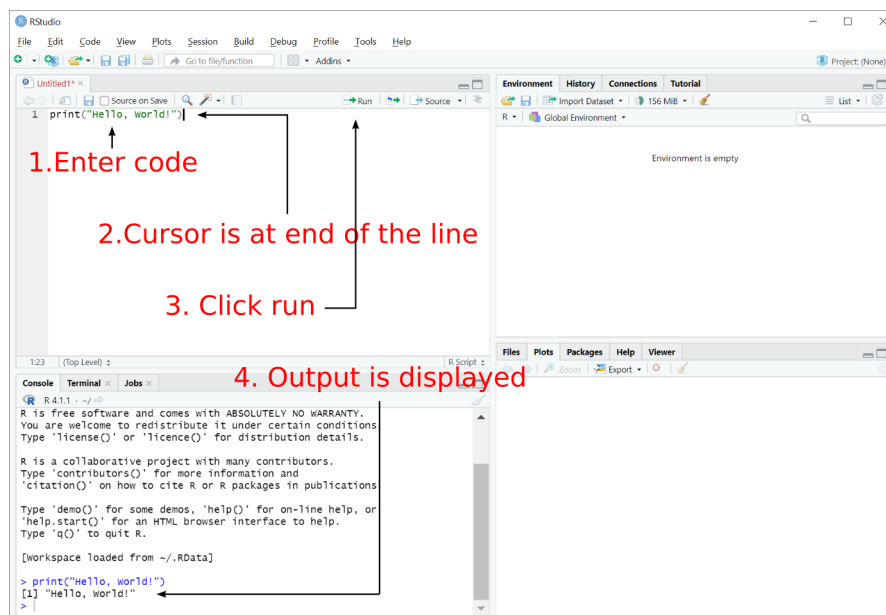 RStudio
File Edit Code View Plots Session Build Debug Profile Tools Help
Go to file/function Addins Project: (None)
Untitled1*
Source on Save Run Source
1 print("Hello, World!")
1.Enter code
2.Cursor is at end of the line
3. Click run
1:23 (Top Level) R Script
Environment History Connections Tutorial
Import Dataset 156 MiB List
R Global Environment
Environment is empty
Files Plots Packages Help Viewer
Zoom Export
4. Output is displayed
Console Terminal Jobs
R 4.1.1 · ~/
R is free software and comes with ABSOLUTELY NO WARRANTY.
You are welcome to redistribute it under certain conditions
Type 'license()' or 'licence()' for distribution details.
R is a collaborative project with many contributors.
Type 'contributors()' for more information and
'citation()' on how to cite R or R packages in publications
Type 'demo()' for some demos, 'help()' for on-line help, or
'help.start()' for an HTML browser interface to help.
Type 'q()' to quit R.
[Workspace loaded from ~/.RData]
> print("Hello, World!")
[1] "Hello, World!"
>